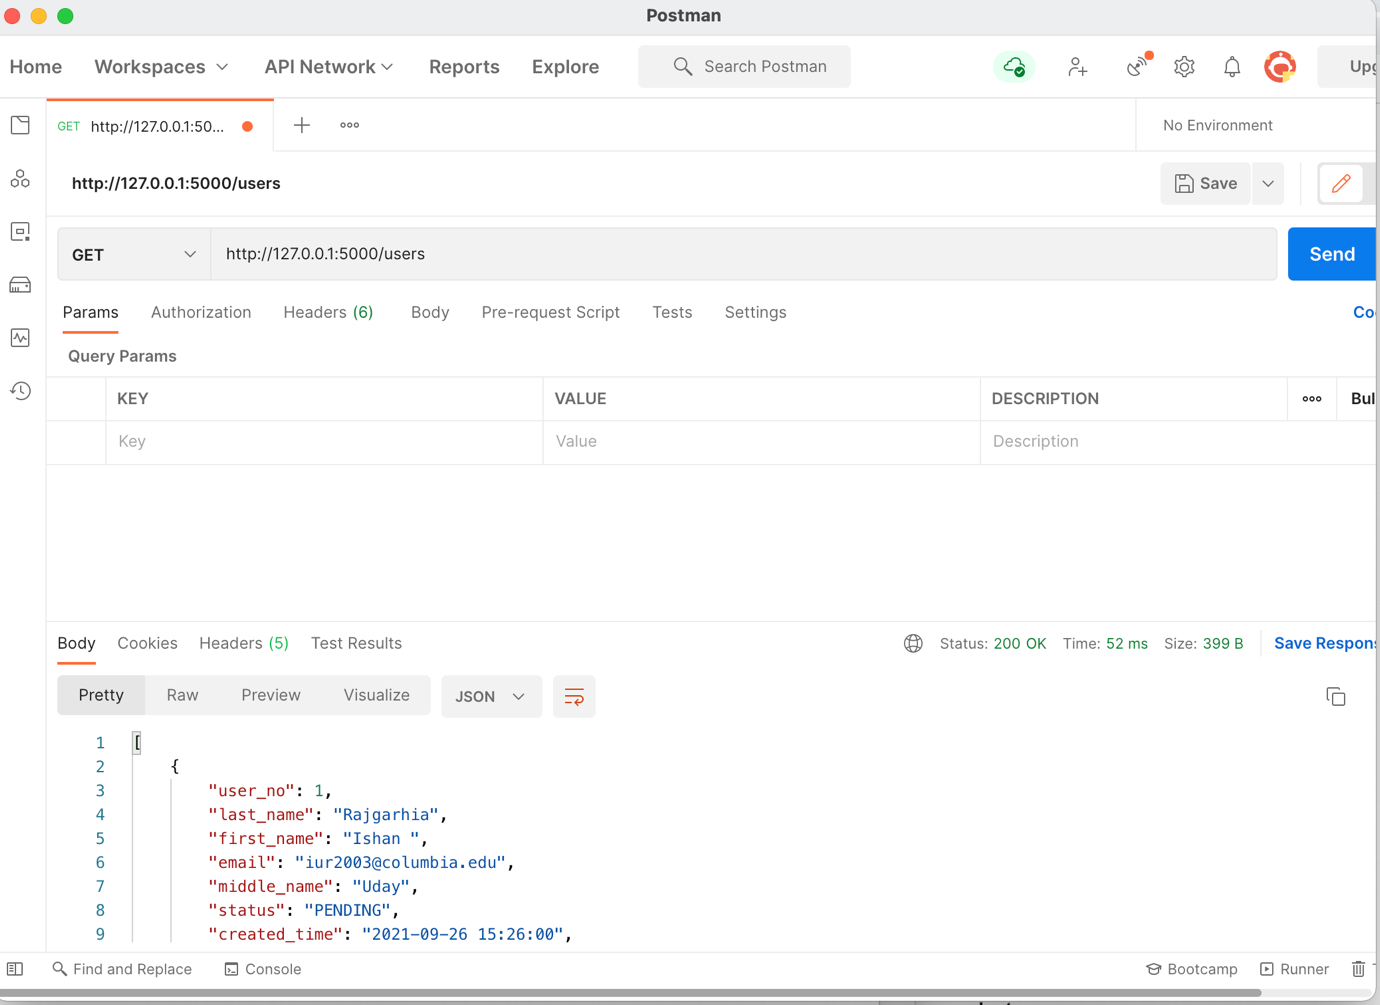 Postman
Home Workspaces API Network Reports Explore Search Postman Upg
GET http://127.0.0.1:50... No Environment
http://127.0.0.1:5000/users Save
GET http://127.0.0.1:5000/users Send
Params Authorization Headers (6) Body Pre-request Script Tests Settings Coo
Query Params
KEY VALUE DESCRIPTION Bul
Key Value Description
Body Cookies Headers (5) Test Results Status: 200 OK Time: 52 ms Size: 399 B Save Respons
Pretty Raw Preview Visualize JSON
1 [
2 {
3 "user_no": 1,
4 "last_name": "Rajgarhia",
5 "first_name": "Ishan ",
6 "email": "iur2003@columbia.edu",
7 "middle_name": "Uday",
8 "status": "PENDING",
9 "created_time": "2021-09-26 15:26:00",
Find and Replace Console Bootcamp Runner